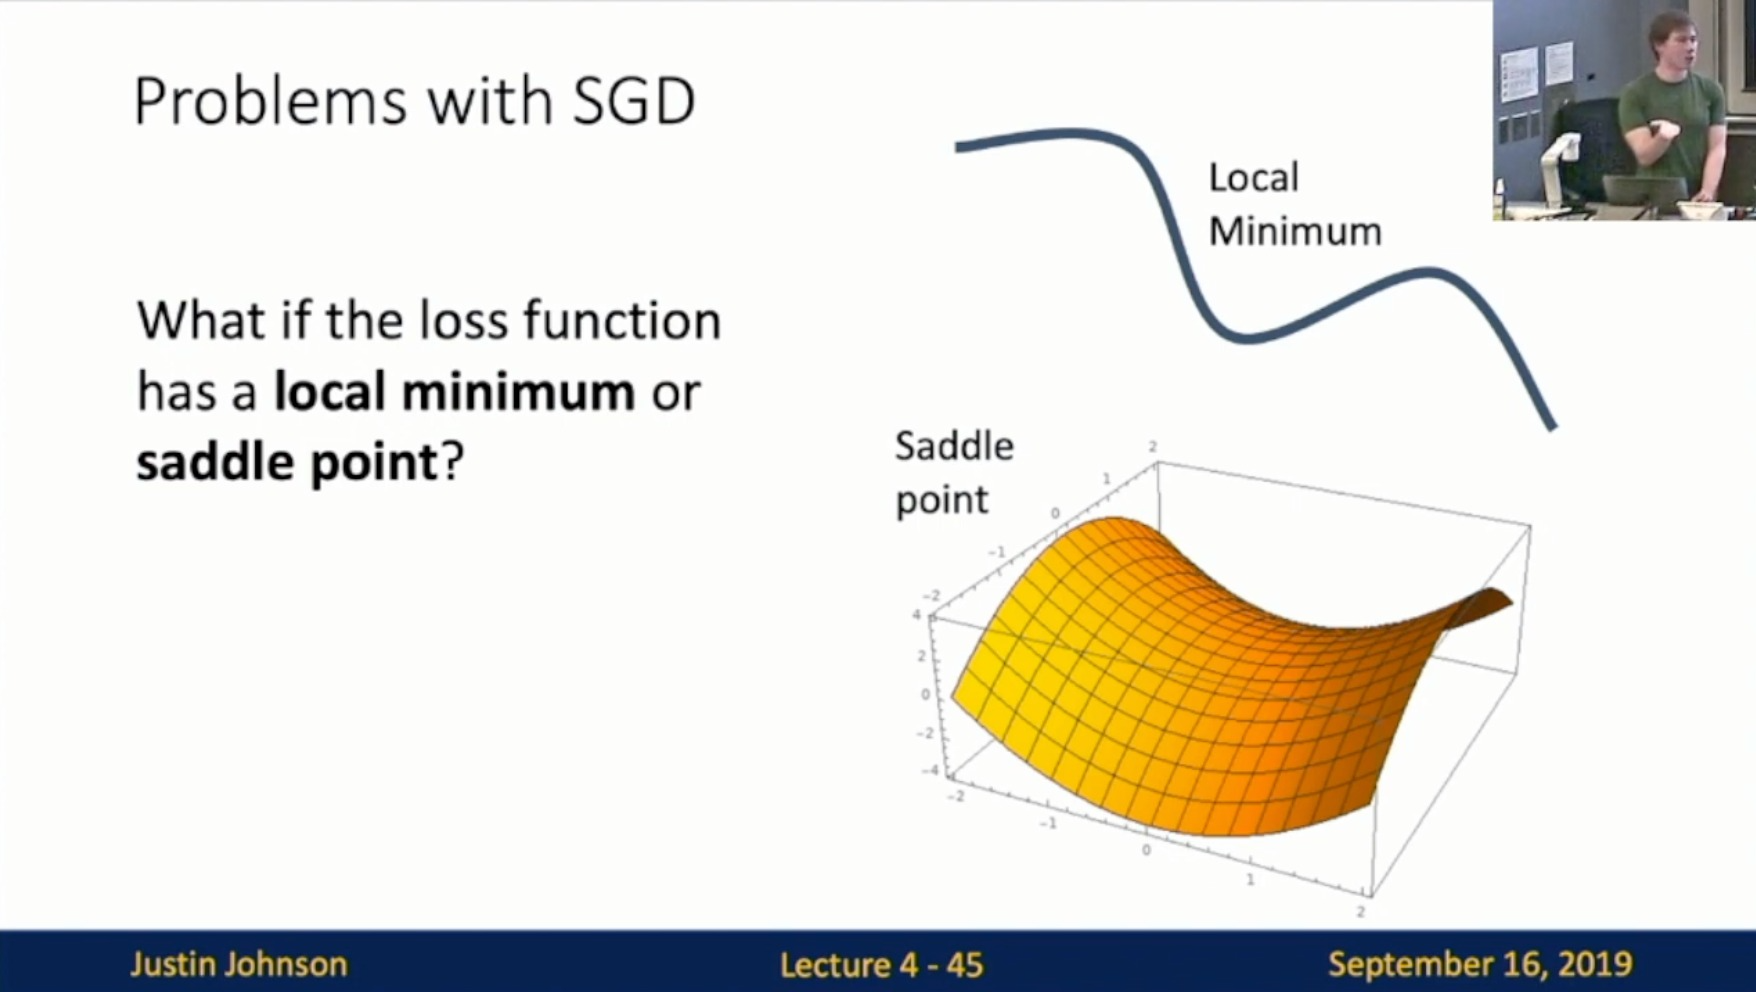 Problems with SGD
Local
Minimum
What if the loss function
has a local minimum or
saddle point?
Saddle
point
2
1
0
-1
-2
4
2
0
-2
-4
-2
-1
0
1
2
Justin Johnson
Lecture 4 - 45
September 16, 2019